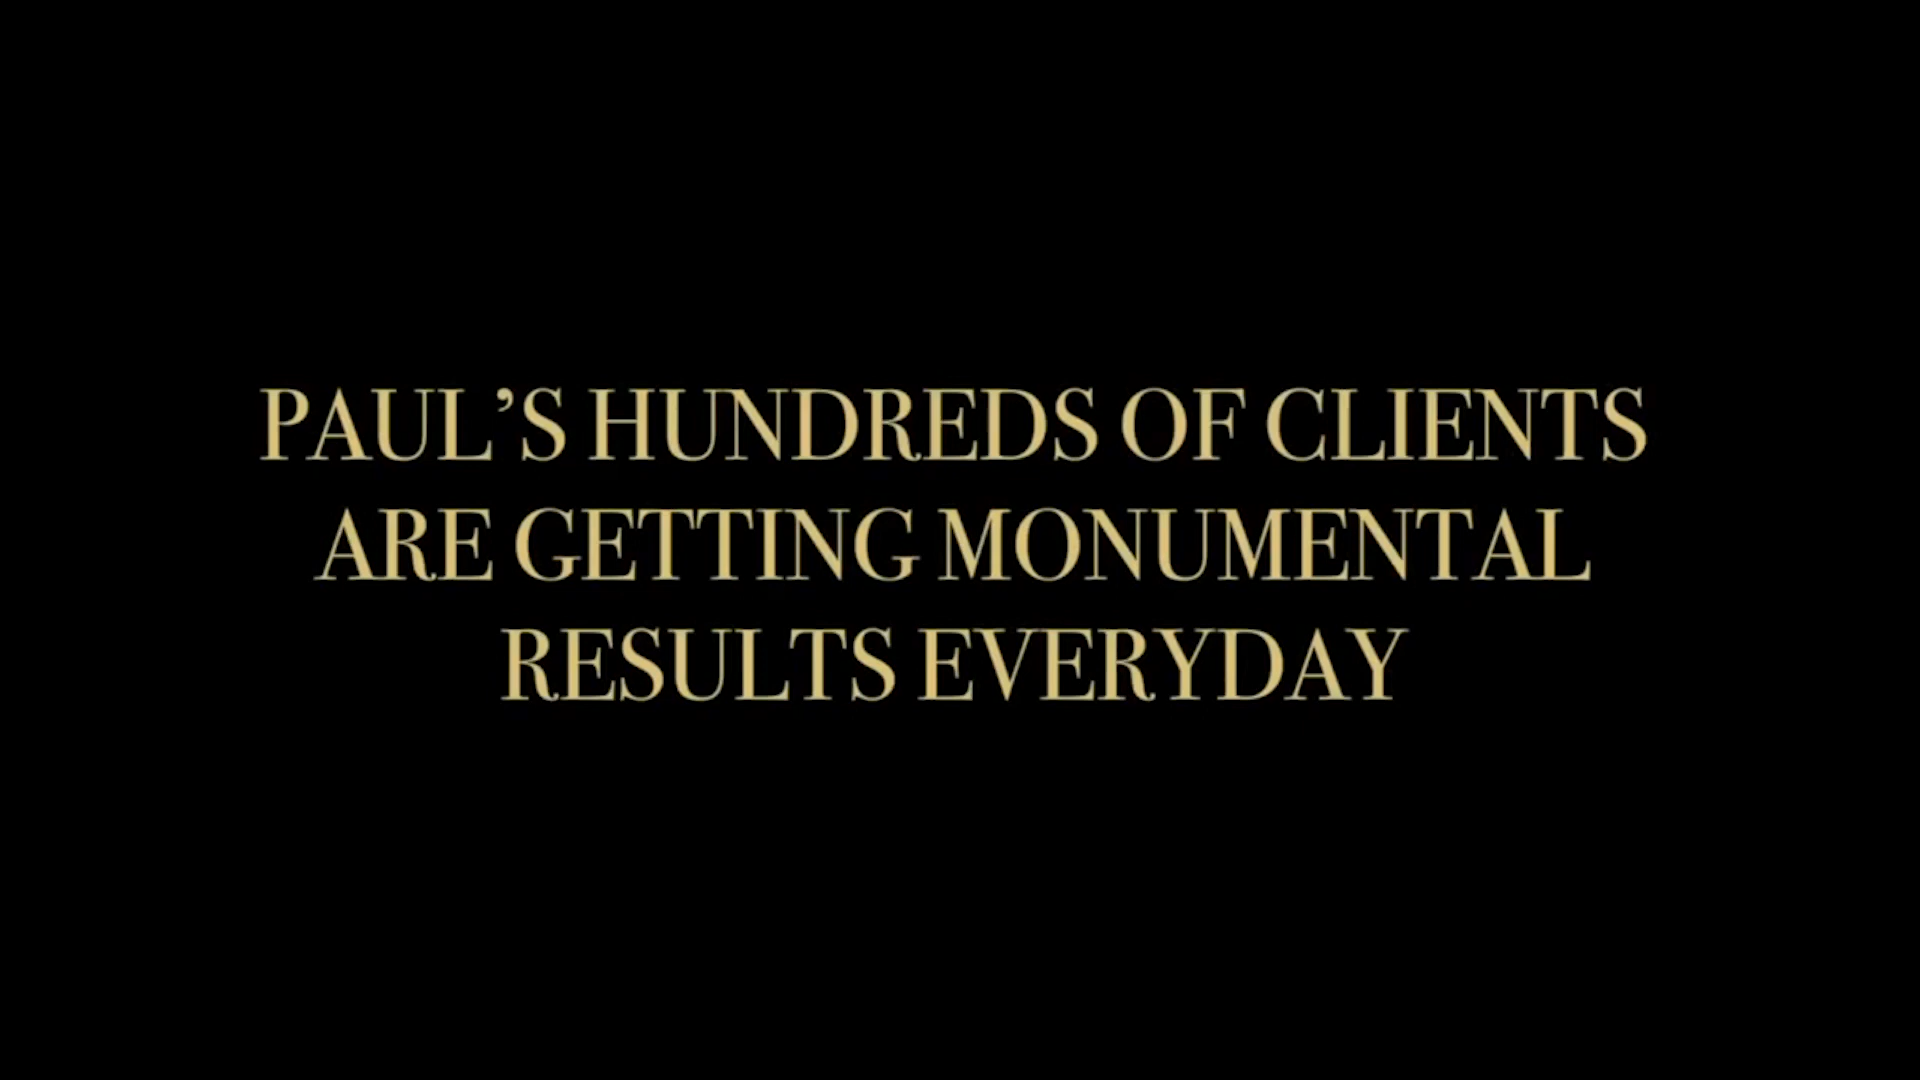 PAUL’S HUNDREDS OF CLIENTS
ARE GETTING MONUMENTAL
RESULTS EVERYDAY